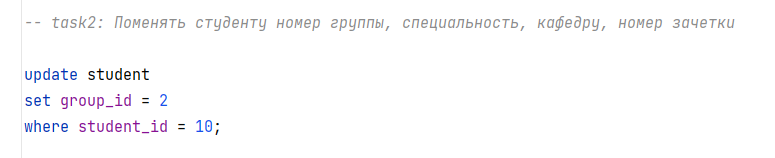 -- task2: Поменять студенту номер группы, специальность, кафедру, номер зачетки
update student
set group_id = 2
where student_id = 10;